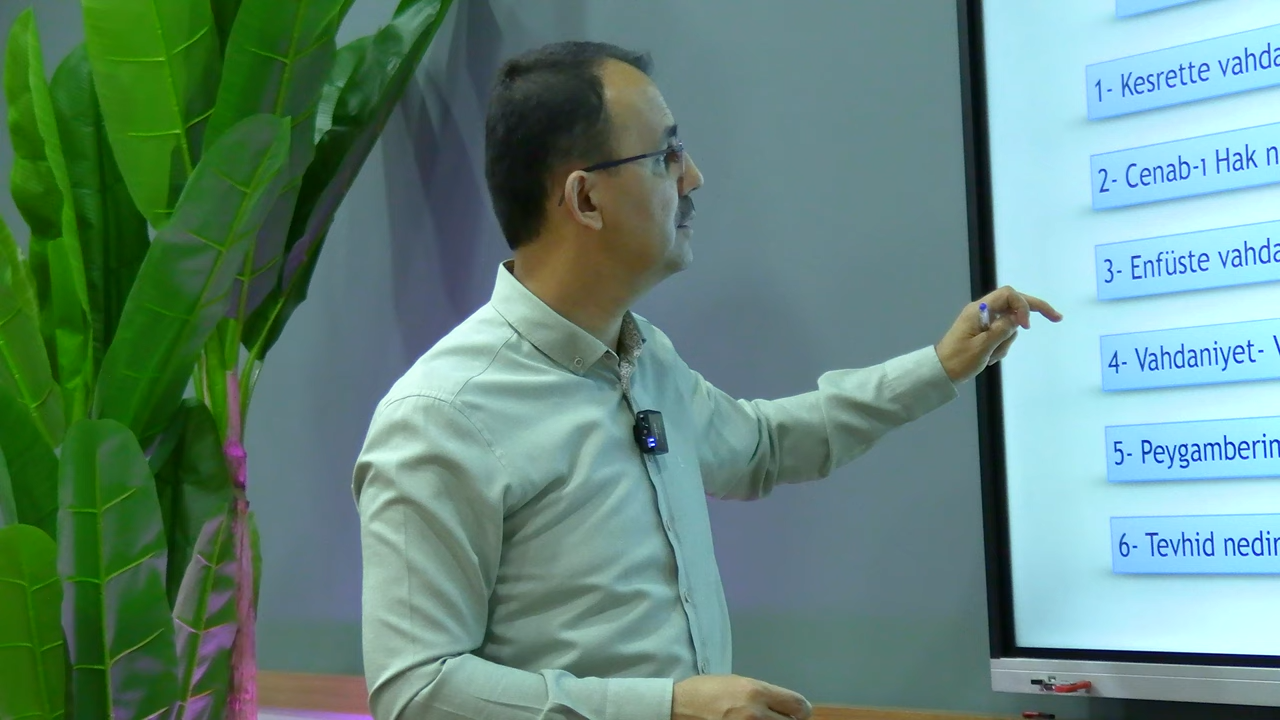 1- Kesrette vahda
2- Cenab-ı Hak n
3- Enfüste vahda
4- Vahdaniyet- V
5- Peygamberin
6- Tevhid nedir